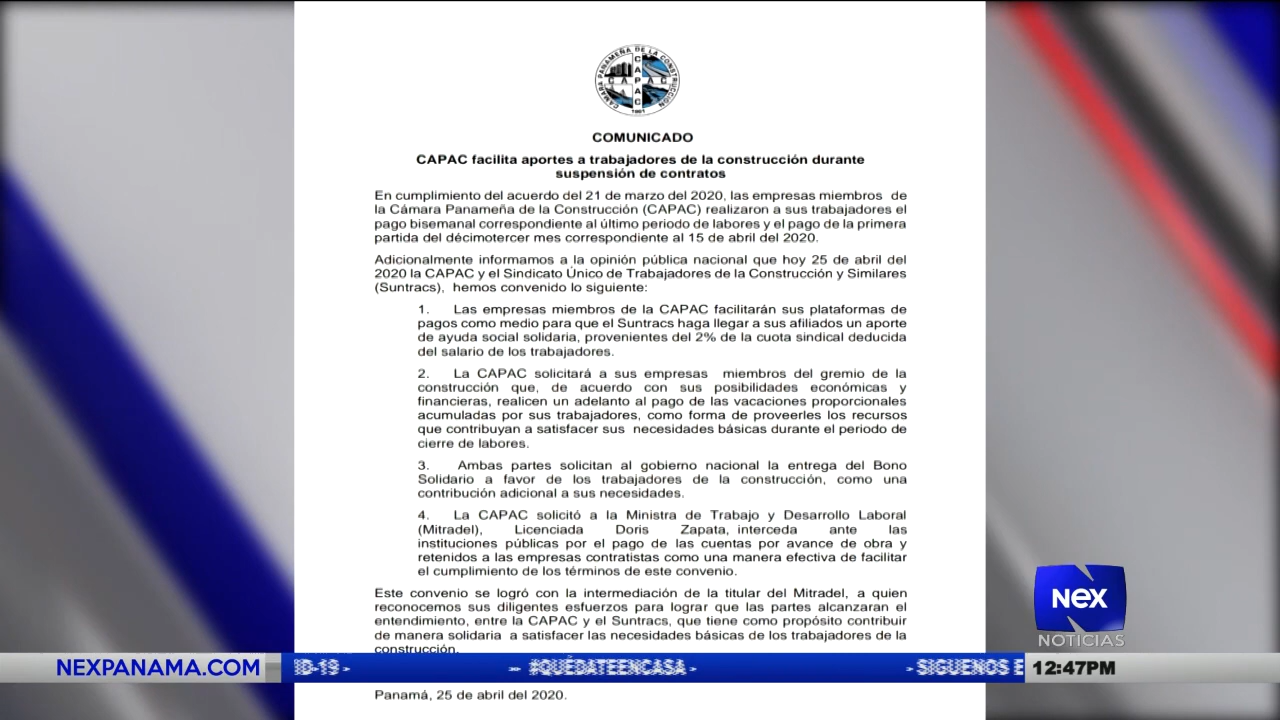 CÁMARA PANAMEÑA DE LA CONSTRUCCIÓN
CAPAC
1961
COMUNICADO
CAPAC facilita aportes a trabajadores de la construcción durante
suspensión de contratos
En cumplimiento del acuerdo del 21 de marzo del 2020, las empresas miembros de
la Cámara Panameña de la Construcción (CAPAC) realizaron a sus trabajadores el
pago bisemanal correspondiente al último periodo de labores y el pago de la primera
partida del décimotercer mes correspondiente al 15 de abril del 2020.
Adicionalmente informamos a la opinión pública nacional que hoy 25 de abril del
2020 la CAPAC y el Sindicato Único de Trabajadores de la Construcción y Similares
(Suntracs), hemos convenido lo siguiente:
1. Las empresas miembros de la CAPAC facilitarán sus plataformas de
pagos como medio para que el Suntracs haga llegar a sus afiliados un aporte
de ayuda social solidaria, provenientes del 2% de la cuota sindical deducida
del salario de los trabajadores.
2. La CAPAC solicitará a sus empresas miembros del gremio de la
construcción que, de acuerdo con sus posibilidades económicas y
financieras, realicen un adelanto al pago de las vacaciones proporcionales
acumuladas por sus trabajadores, como forma de proveerles los recursos
que contribuyan a satisfacer sus necesidades básicas durante el periodo de
cierre de labores.
3. Ambas partes solicitan al gobierno nacional la entrega del Bono
Solidario a favor de los trabajadores de la construcción, como una
contribución adicional a sus necesidades.
4. La CAPAC solicitó a la Ministra de Trabajo y Desarrollo Laboral
(Mitradel), Licenciada Doris Zapata, interceda ante las
instituciones públicas por el pago de las cuentas por avance de obra y
retenidos a las empresas contratistas como una manera efectiva de facilitar
el cumplimiento de los términos de este convenio.
Este convenio se logró con la intermediación de la titular del Mitradel, a quien
reconocemos sus diligentes esfuerzos para lograr que las partes alcanzaran el
entendimiento, entre la CAPAC y el Suntracs, que tiene como propósito contribuir
de manera solidaria a satisfacer las necesidades básicas de los trabajadores de la
construcción.
Panamá, 25 de abril del 2020.
NEX
NOTICIAS
NEXPANAMA.COM
ID-19 #QUÉDATEENCASA SIGUENOS E
12:47PM